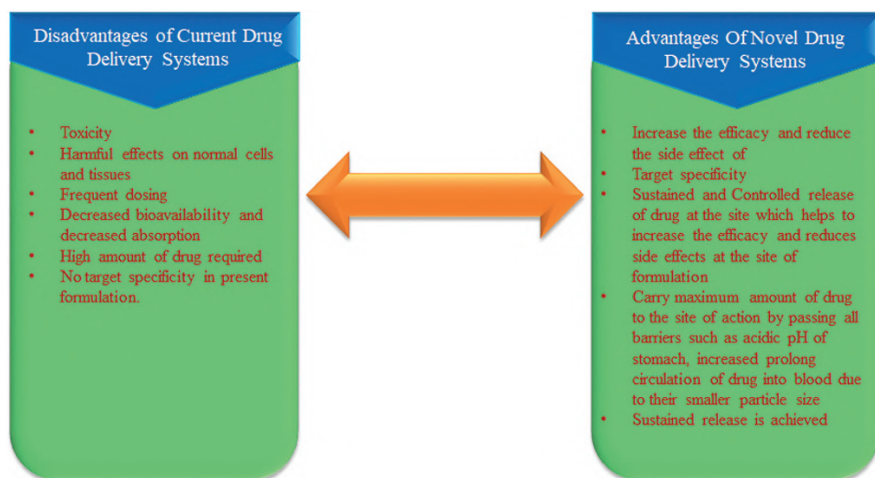 Disadvantages of Current Drug
Delivery Systems
• Toxicity
• Harmful effects on normal cells
and tissues
• Frequent dosing
• Decreased bioavailability and
decreased absorption
• High amount of drug required
• No target specificity in present
formulation.
Advantages Of Novel Drug
Delivery Systems
• Increase the efficacy and reduce
the side effect of
• Target specificity
• Sustained and Controlled release
of drug at the site which helps to
increase the efficacy and reduces
side effects at the site of
formulation
• Carry maximum amount of drug
to the site of action by passing all
barriers such as acidic pH of
stomach, increased prolong
circulation of drug into blood due
to their smaller particle size
• Sustained release is achieved